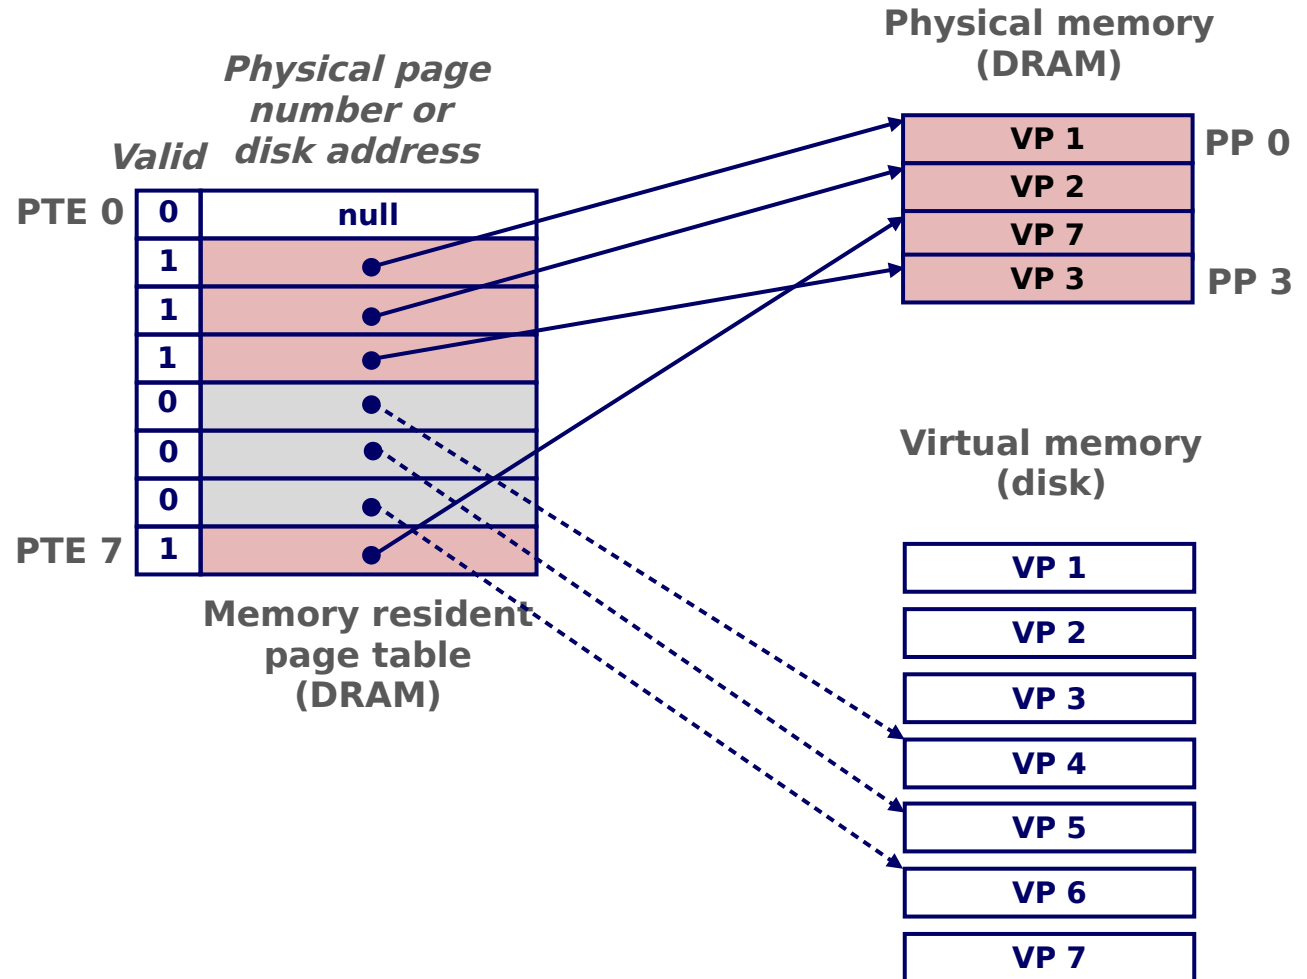 Physical memory
(DRAM)
Physical page
number or
disk address
Valid
PTE 0
0
null
1
1
1
0
0
0
PTE 7
1
Memory resident
page table
(DRAM)
VP 1
PP 0
VP 2
VP 7
VP 3
PP 3
Virtual memory
(disk)
VP 1
VP 2
VP 3
VP 4
VP 5
VP 6
VP 7